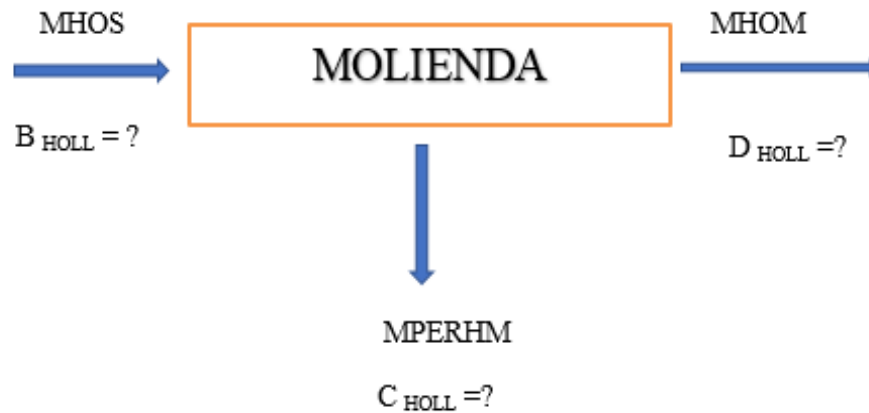 MHOS
MOLIENDA
MHOM
B HOLL = ?
D HOLL =?
MPERHM
C HOLL =?